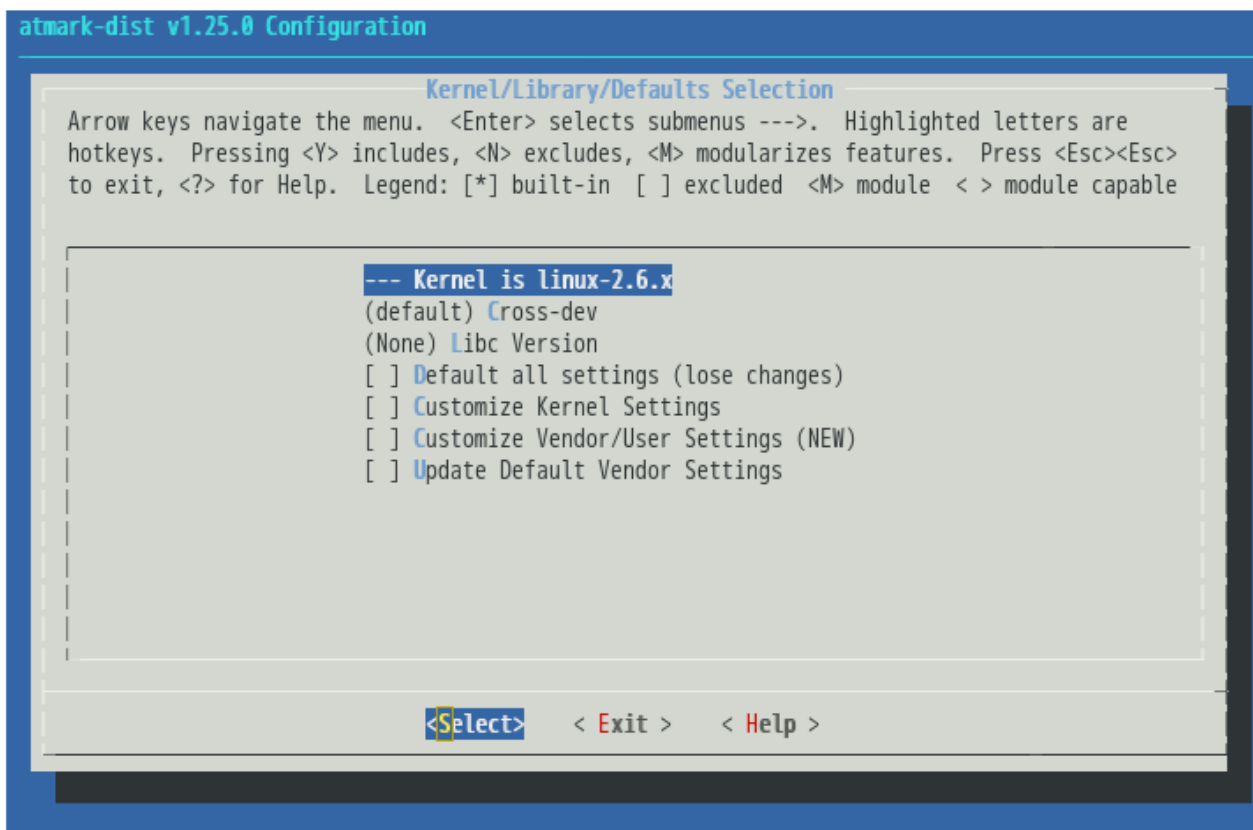 atmark-dist v1.25.0 Configuration
Kernel/Library/Defaults Selection
Arrow keys navigate the menu.  <Enter> selects submenus --->.  Highlighted letters are
hotkeys.  Pressing <Y> includes, <N> excludes, <M> modularizes features.  Press <Esc><Esc>
to exit, <?> for Help.  Legend: [*] built-in  [ ] excluded  <M> module  < > module capable
--- Kernel is linux-2.6.x
(default) Cross-dev
(None) Libc Version
[ ] Default all settings (lose changes)
[ ] Customize Kernel Settings
[ ] Customize Vendor/User Settings (NEW)
[ ] Update Default Vendor Settings
<Select>    < Exit >    < Help >